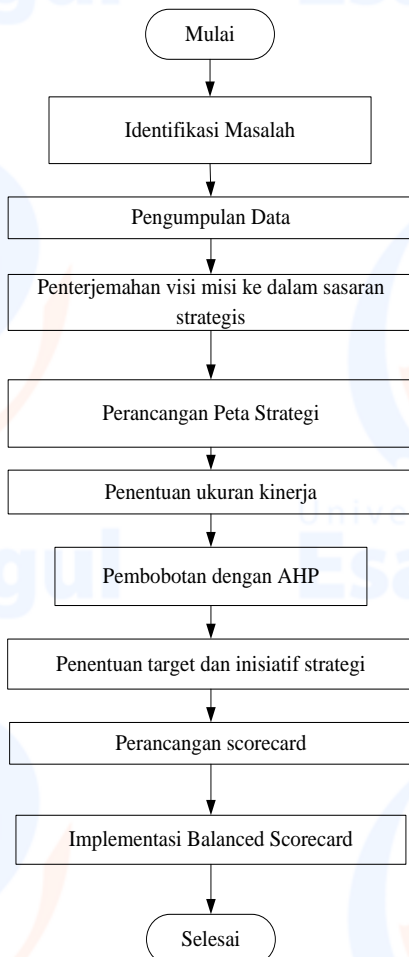 Mulai
Identifikasi Masalah
Pengumpulan Data
Penterjemahan visi misi ke dalam sasaran
strategis
Perancangan Peta Strategi
Penentuan ukuran kinerja
Pembobotan dengan AHP
Penentuan target dan inisiatif strategi
Perancangan scorecard
Implementasi Balanced Scorecard
Selesai